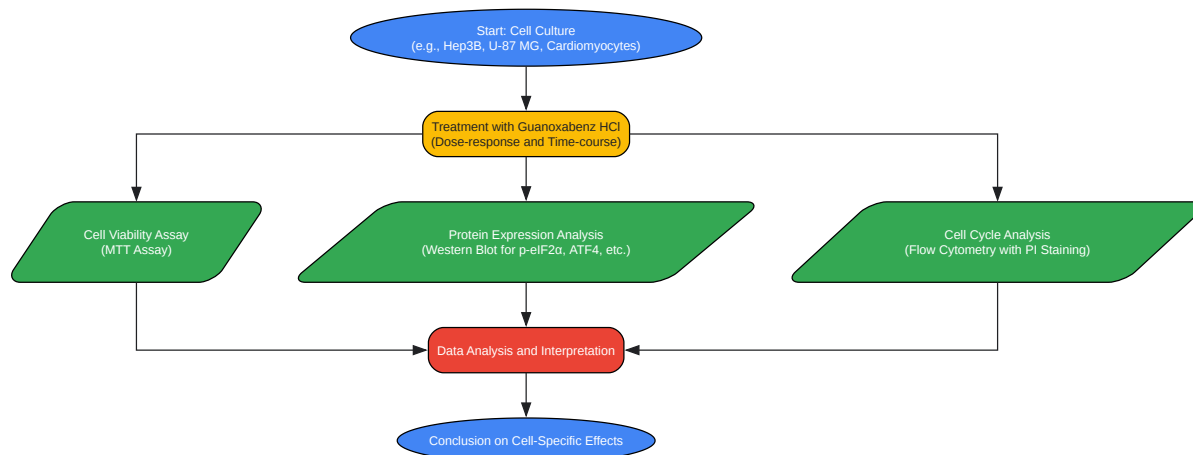 Start: Cell Culture
(e.g., Hep3B, U-87 MG, Cardiomyocytes)
Treatment with Guanoxabenz HCl
(Dose-response and Time-course)
Cell Viability Assay
(MTT Assay)
Protein Expression Analysis
(Western Blot for p-eIF2α, ATF4, etc.)
Cell Cycle Analysis
(Flow Cytometry with PI Staining)
Data Analysis and Interpretation
Conclusion on Cell-Specific Effects